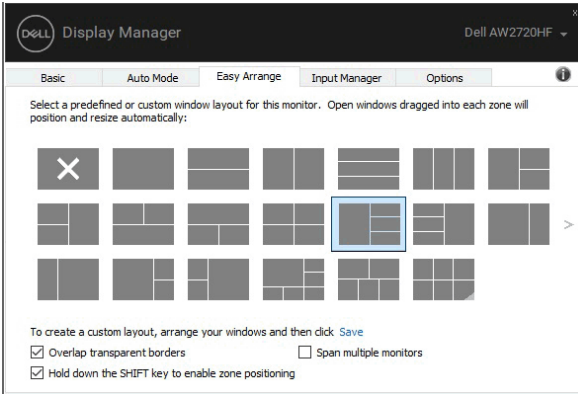 DELL Display Manager Dell AW2720HF
Basic Auto Mode Easy Arrange Input Manager Options
Select a predefined or custom window layout for this monitor. Open windows dragged into each zone will
position and resize automatically:
To create a custom layout, arrange your windows and then click Save
Overlap transparent borders Span multiple monitors
Hold down the SHIFT key to enable zone positioning